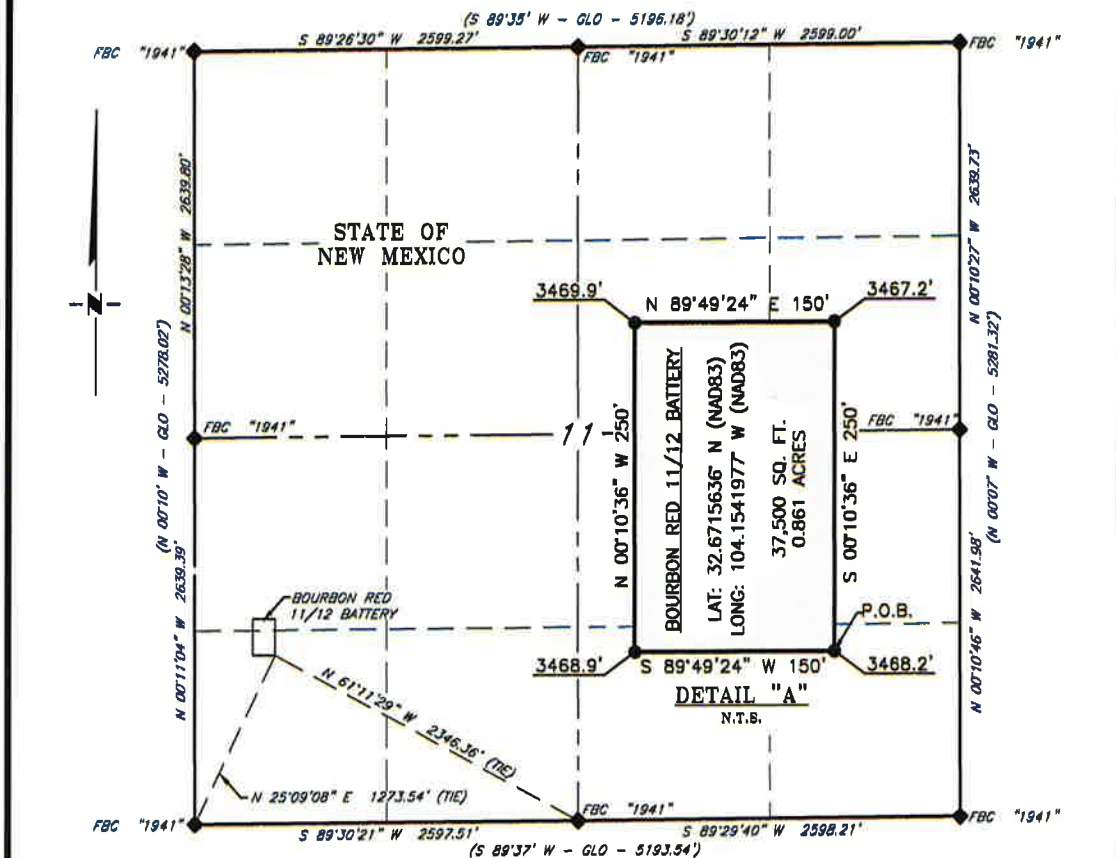 (S 89°35' W - GLO - 5196.18')
S 89°26'30" W 2599.27'
S 89°30'12" W 2599.00'
FBC "1941"
FBC "1941"
FBC "1941"
N 00°13'28" W 2639.80'
N 00°10'27" W 2639.73'
STATE OF
NEW MEXICO
N
3469.9'
N 89°49'24" E 150'
3467.2'
(N 00°10' W - GLO - 5278.02')
(N 00°07' W - GLO - 5281.32')
FBC "1941"
11
FBC "1941"
N 00°10'36" W 250'
BOURBON RED 11/12 BATTERY
LAT: 32.6715636° N (NAD83)
LONG: 104.1541977° W (NAD83)
37,500 SQ. FT.
0.861 ACRES
S 00°10'36" E 250'
N 00°11'04" W 2639.39'
N 00°10'46" W 2641.98'
BOURBON RED
11/12 BATTERY
P.O.B.
3468.9'
S 89°49'24" W 150'
3468.2'
DETAIL "A"
N.T.S.
N 61°11'29" W 2346.36' (TIE)
N 25°09'08" E 1273.54' (TIE)
FBC "1941"
FBC "1941"
FBC "1941"
S 89°30'21" W 2597.51'
S 89°29'40" W 2598.21'
(S 89°37' W - GLO - 5193.54')